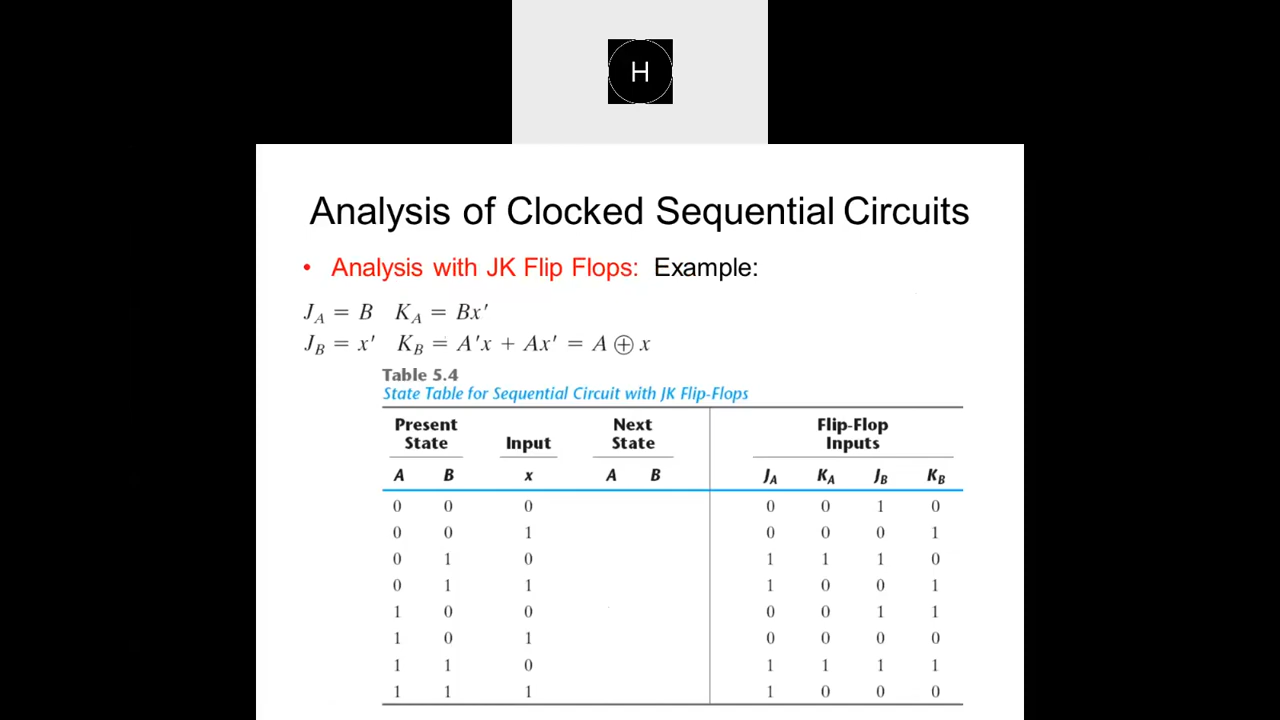 H
Analysis of Clocked Sequential Circuits
• Analysis with JK Flip Flops: Example:
J_A = B K_A = Bx′
J_B = x′ K_B = A′x + Ax′ = A ⊕ x
Table 5.4
State Table for Sequential Circuit with JK Flip-Flops
Present State Input Next State Flip-Flop Inputs
A B x A B J_A K_A J_B K_B
0 0 0 0 0 1 0
0 0 1 0 0 0 1
0 1 0 1 1 1 0
0 1 1 1 0 0 1
1 0 0 0 0 1 1
1 0 1 0 0 0 0
1 1 0 1 1 1 1
1 1 1 1 0 0 0